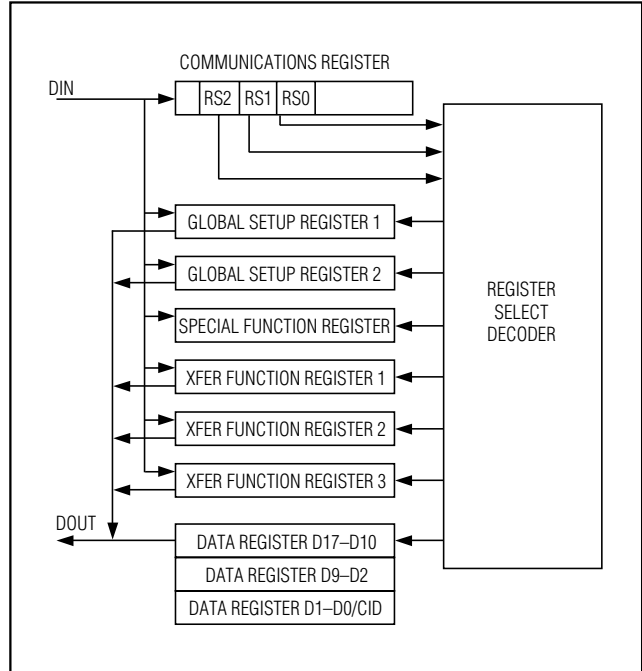 COMMUNICATIONS REGISTER
DIN
RS2 RS1 RS0
GLOBAL SETUP REGISTER 1
GLOBAL SETUP REGISTER 2
SPECIAL FUNCTION REGISTER
XFER FUNCTION REGISTER 1
XFER FUNCTION REGISTER 2
XFER FUNCTION REGISTER 3
REGISTER
SELECT
DECODER
DOUT
DATA REGISTER D17–D10
DATA REGISTER D9–D2
DATA REGISTER D1–D0/CID